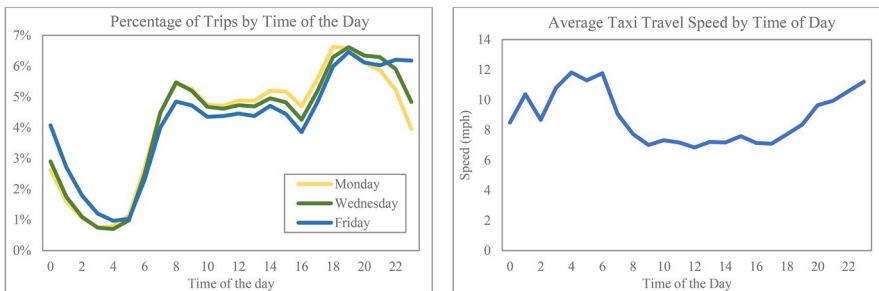 Percentage of Trips by Time of the Day
7%
6%
5%
4%
3%
2%
1%
0%
Monday
Wednesday
Friday
0 2 4 6 8 10 12 14 16 18 20 22
Time of the day
Average Taxi Travel Speed by Time of Day
14
12
10
8
6
4
2
0
Speed (mph)
0 2 3 4 6 8 10 12 14 16 18 20 22
Time of the Day